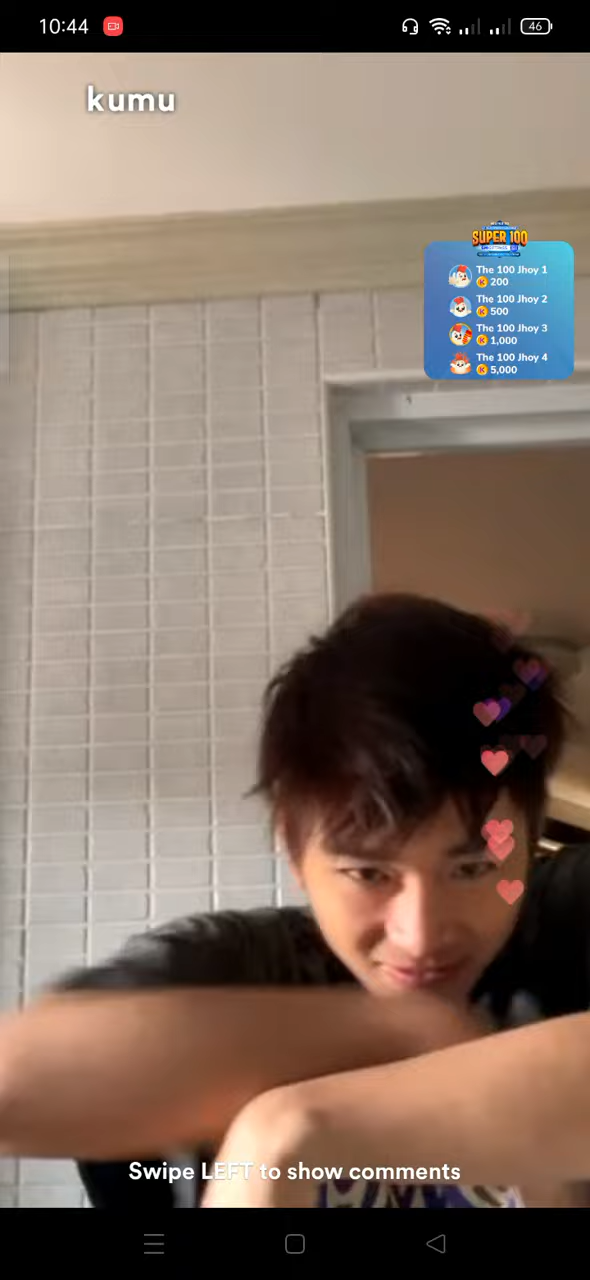 10:44
46
kumu
SUPER 100
The 100 Jhoy 1
K 200
The 100 Jhoy 2
K 500
The 100 Jhoy 3
K 1,000
The 100 Jhoy 4
K 5,000
Swipe LEFT to show comments